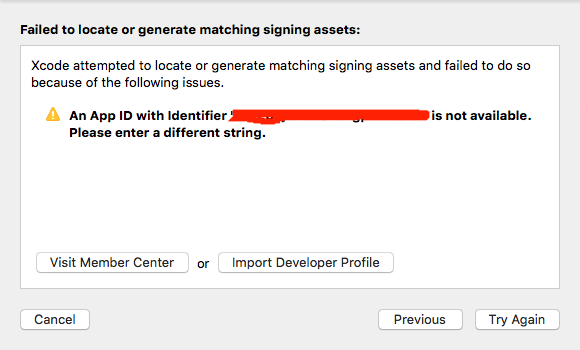 Failed to locate or generate matching signing assets:
Xcode attempted to locate or generate matching signing assets and failed to do so
because of the following issues.
An App ID with Identifier ' is not available.
Please enter a different string.
Visit Member Center or Import Developer Profile
Cancel Previous Try Again